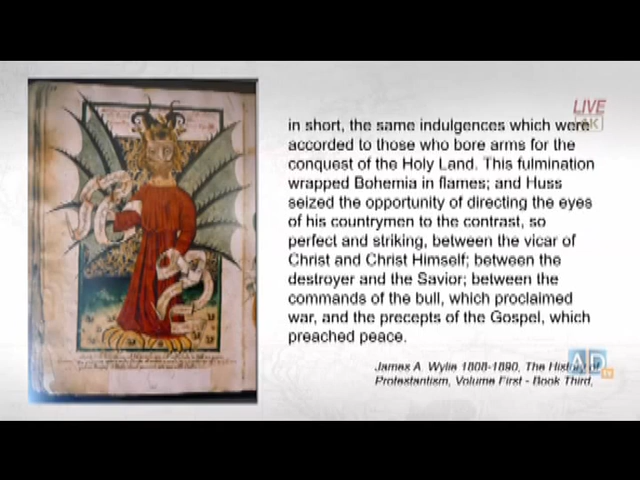 LIVE
in short, the same indulgences which were
accorded to those who bore arms for the
conquest of the Holy Land. This fulmination
wrapped Bohemia in flames; and Huss
seized the opportunity of directing the eyes
of his countrymen to the contrast, so
perfect and striking, between the vicar of
Christ and Christ Himself; between the
destroyer and the Savior; between the
commands of the bull, which proclaimed
war, and the precepts of the Gospel, which
preached peace.
James A. Wylie 1808-1890, The History of
Protestantism, Volume First - Book Third,
AD